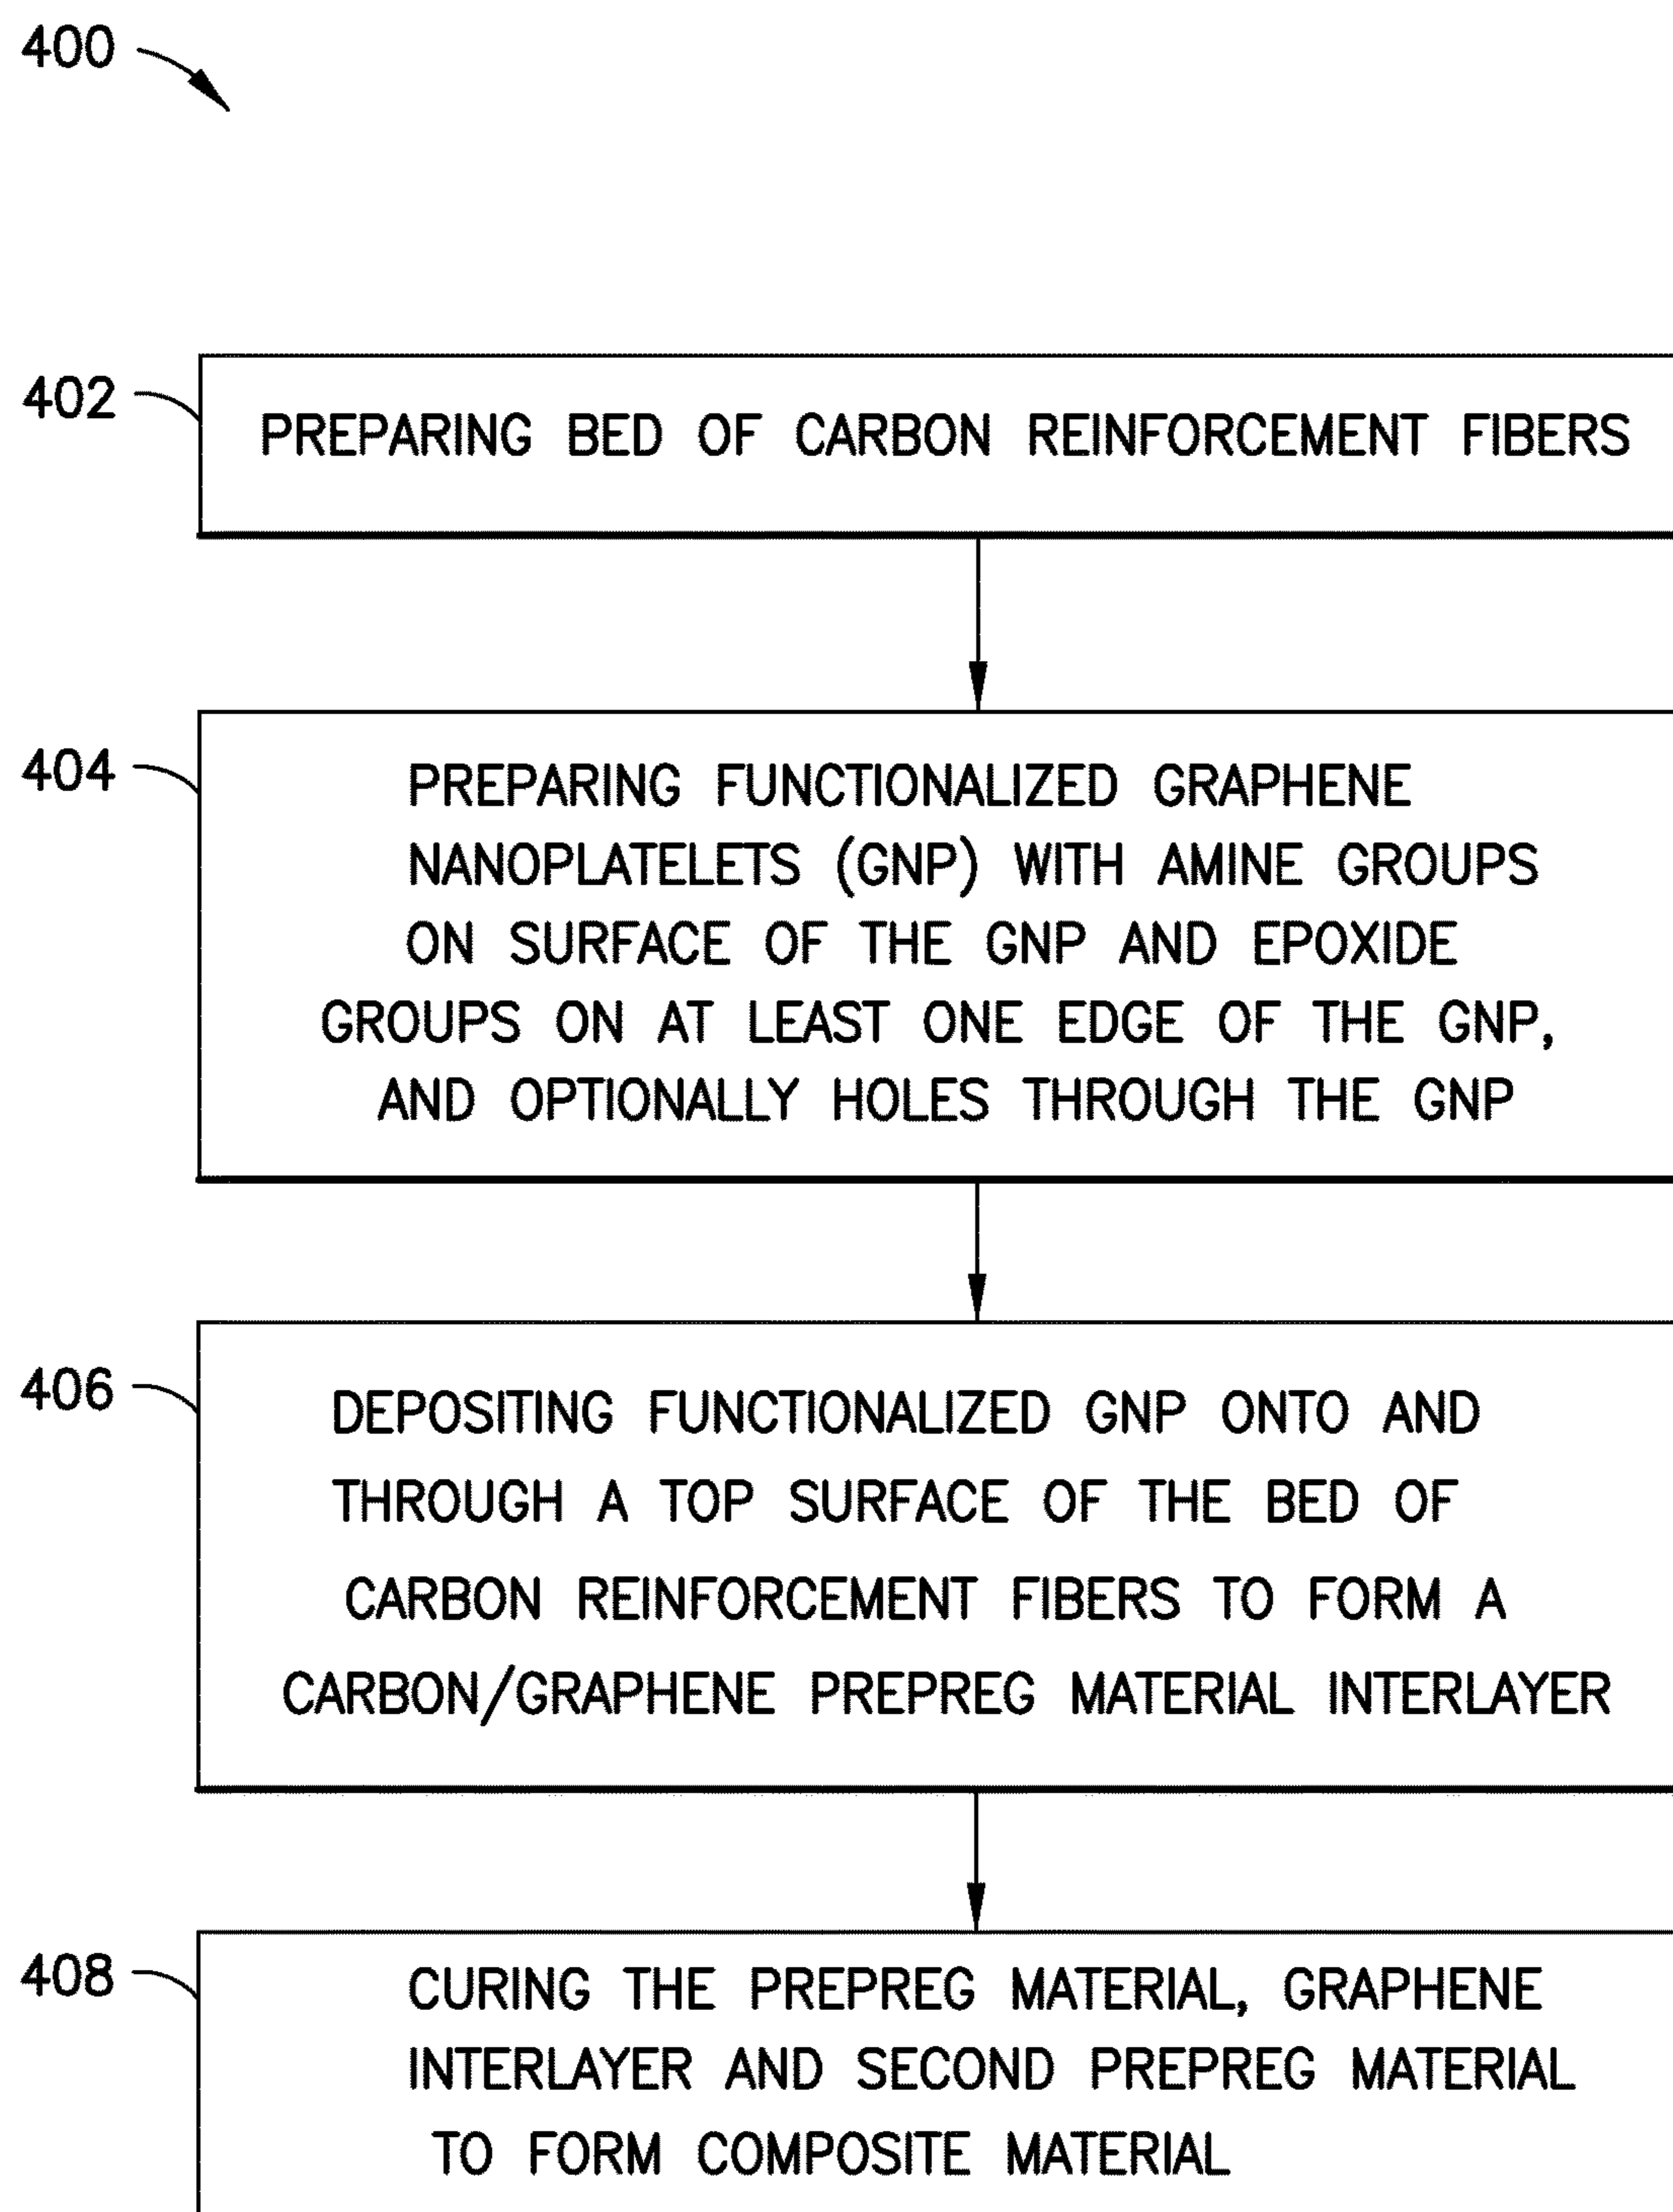 400
402
PREPARING BED OF CARBON REINFORCEMENT FIBERS
404
PREPARING FUNCTIONALIZED GRAPHENE
NANOPLATELETS (GNP) WITH AMINE GROUPS
ON SURFACE OF THE GNP AND EPOXIDE
GROUPS ON AT LEAST ONE EDGE OF THE GNP,
AND OPTIONALLY HOLES THROUGH THE GNP
406
DEPOSITING FUNCTIONALIZED GNP ONTO AND
THROUGH A TOP SURFACE OF THE BED OF
CARBON REINFORCEMENT FIBERS TO FORM A
CARBON/GRAPHENE PREPREG MATERIAL INTERLAYER
408
CURING THE PREPREG MATERIAL, GRAPHENE
INTERLAYER AND SECOND PREPREG MATERIAL
TO FORM COMPOSITE MATERIAL